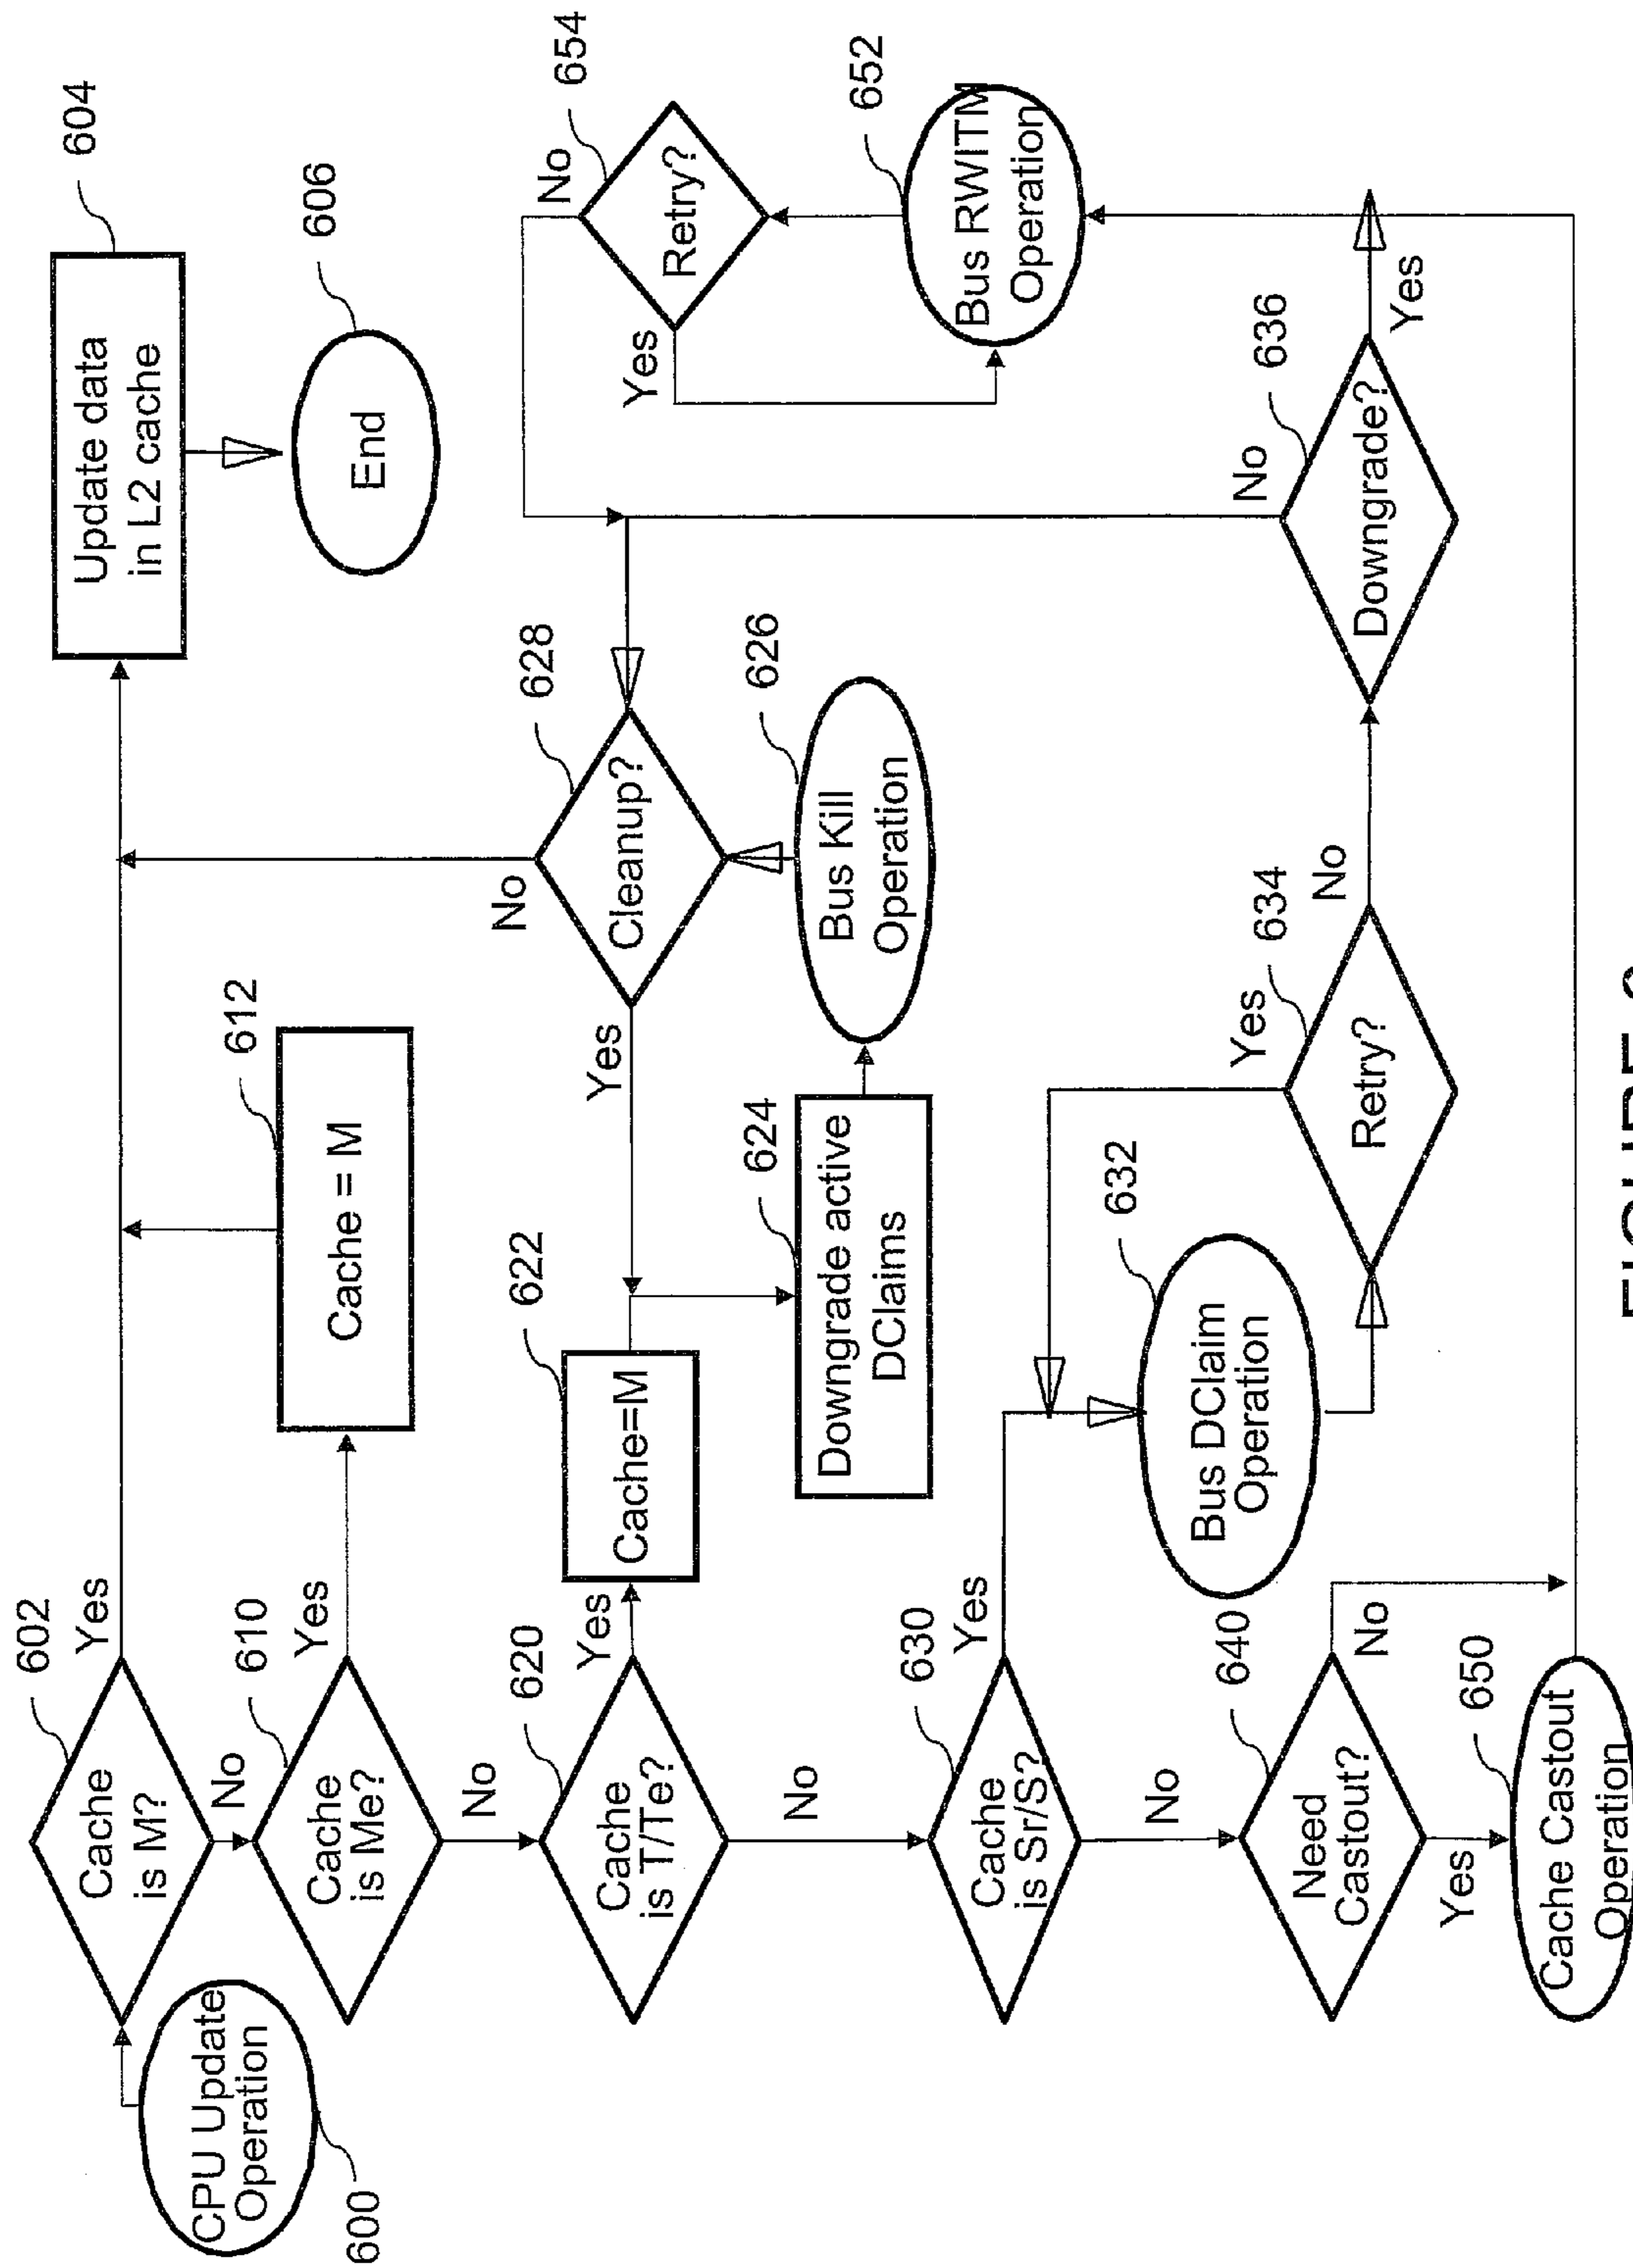 CPU Update
Operation
600
Cache
is M?
602
Yes
No
Update data
in L2 cache
604
End
606
Cache
is Me?
610
Yes
No
Cache = M
612
Cache
is T/Te?
620
Yes
No
Cache=M
622
Downgrade active
DClaims
624
Bus Kill
Operation
626
Cleanup?
628
Yes
No
Cache
is Sr/S?
630
Yes
No
Bus DClaim
Operation
632
Retry?
634
Yes
No
Downgrade?
636
No
Yes
Need
Castout?
640
No
Yes
Cache Castout
Operation
650
Bus RWITM
Operation
652
Retry?
654
Yes
No